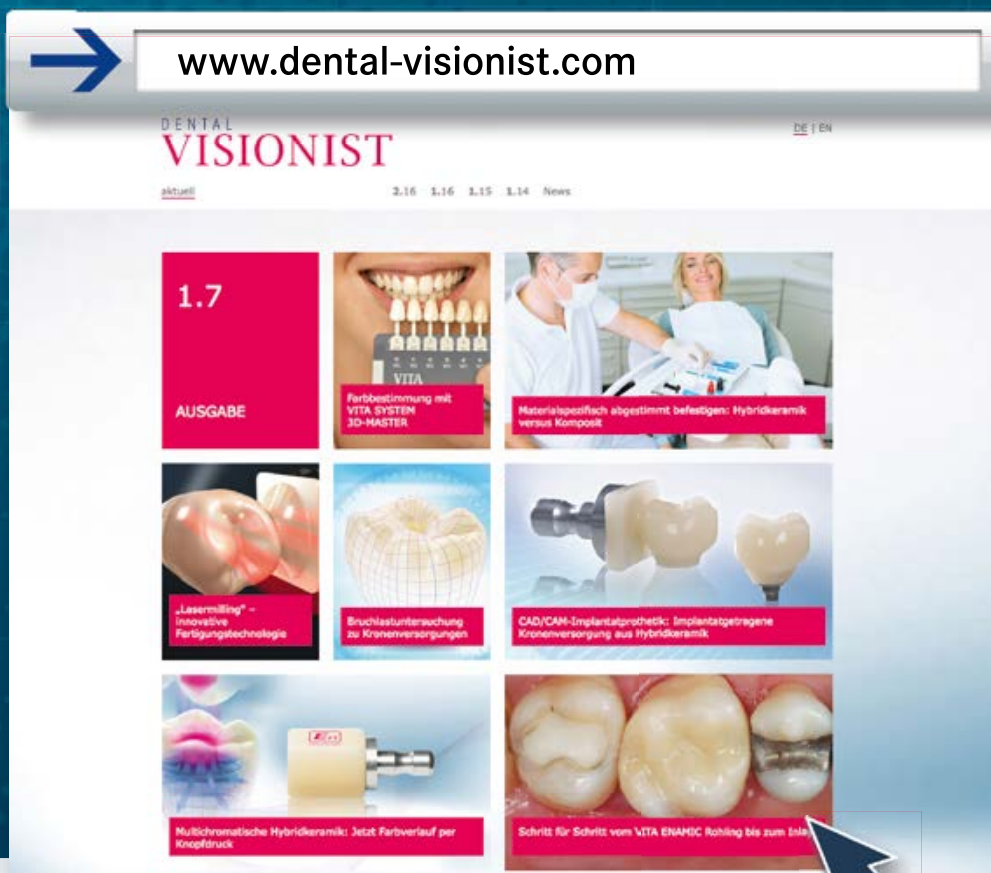 www.dental-visionist.com
DENTAL
VISIONIST
DE | EN
aktuell 2.16 1.16 1.15 1.14 News
1.7
AUSGABE
VITA
Farbbestimmung mit
VITA SYSTEM
3D-MASTER
Materialspezifisch abgestimmt befestigen: Hybridkeramik
versus Komposit
„Lasermilling“ –
innovative
Fertigungstechnologie
Bruchlastuntersuchung
zu Kronenversorgungen
CAD/CAM-Implantatprothetik: Implantatgetragene
Kronenversorgung aus Hybridkeramik
Multichromatische Hybridkeramik: Jetzt Farbverlauf per
Knopfdruck
Schritt für Schritt vom VITA ENAMIC Rohling bis zum Inlay